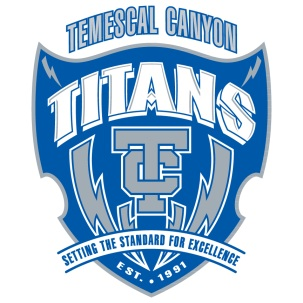 TEMESCAL CANYON
TITANS
TC
SETTING THE STANDARD FOR EXCELLENCE
EST. • 1991